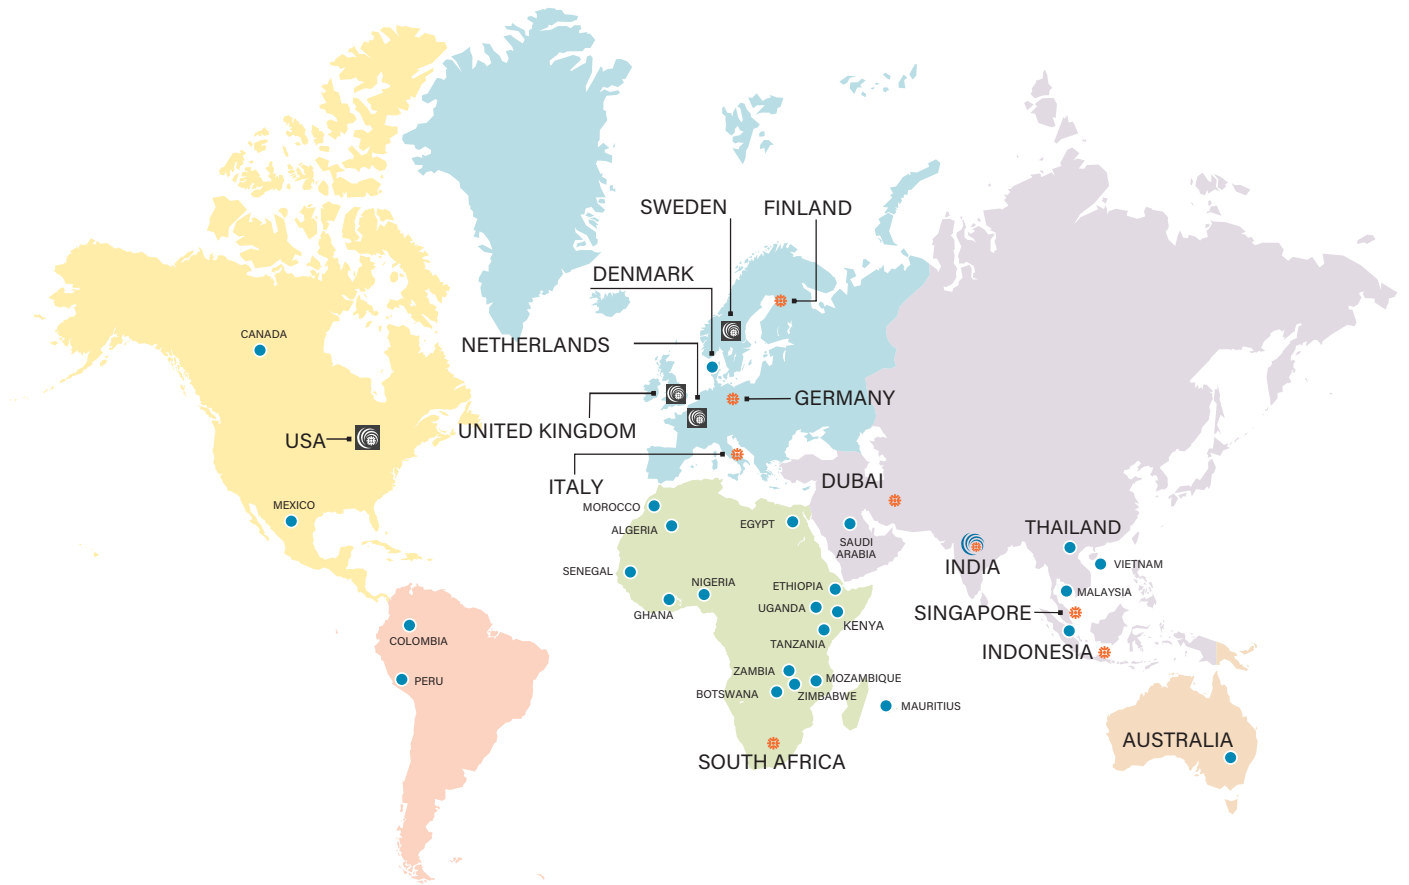 SWEDEN
FINLAND
DENMARK
CANADA
NETHERLANDS
GERMANY
UNITED KINGDOM
USA
DUBAI
ITALY
MEXICO
MOROCCO
EGYPT
ALGERIA
THAILAND
SAUDI
ARABIA
VIETNAM
INDIA
SENEGAL
NIGERIA
ETHIOPIA
MALAYSIA
GHANA
UGANDA
SINGAPORE
KENYA
COLOMBIA
TANZANIA
INDONESIA
ZAMBIA
MOZAMBIQUE
PERU
BOTSWANA
ZIMBABWE
MAURITIUS
AUSTRALIA
SOUTH AFRICA